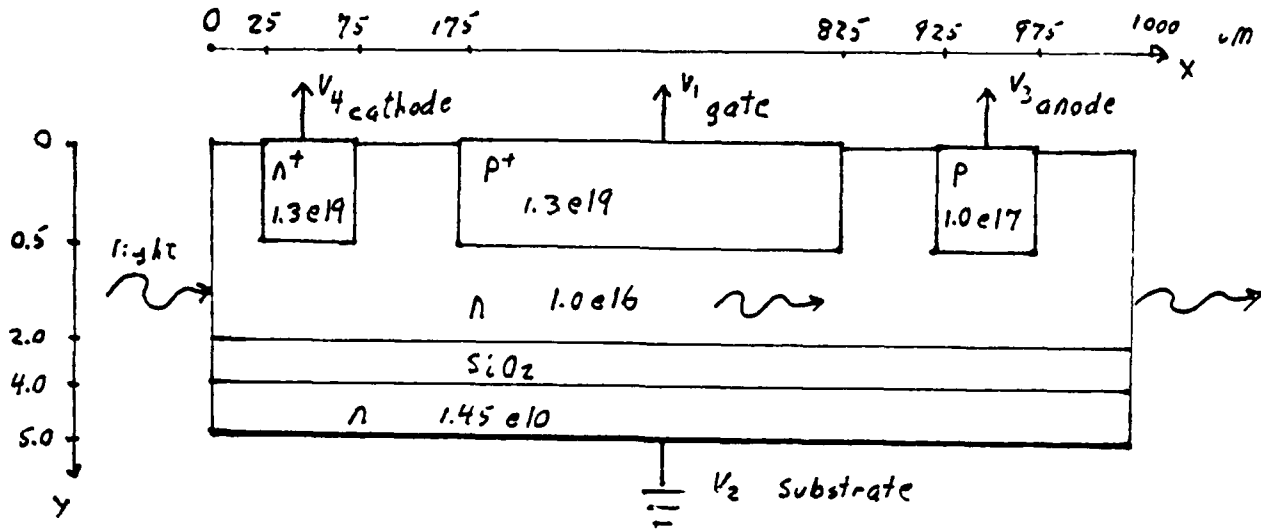 0 25 75 175 825 925 975 1000 um
X
V4 cathode V1 gate V3 anode
0
n+ p+ p
1.3e19 1.3e19 1.0e17
0.5
light
n 1.0e16
2.0
SiO2
4.0
n 1.45e10
5.0
Y
V2 substrate